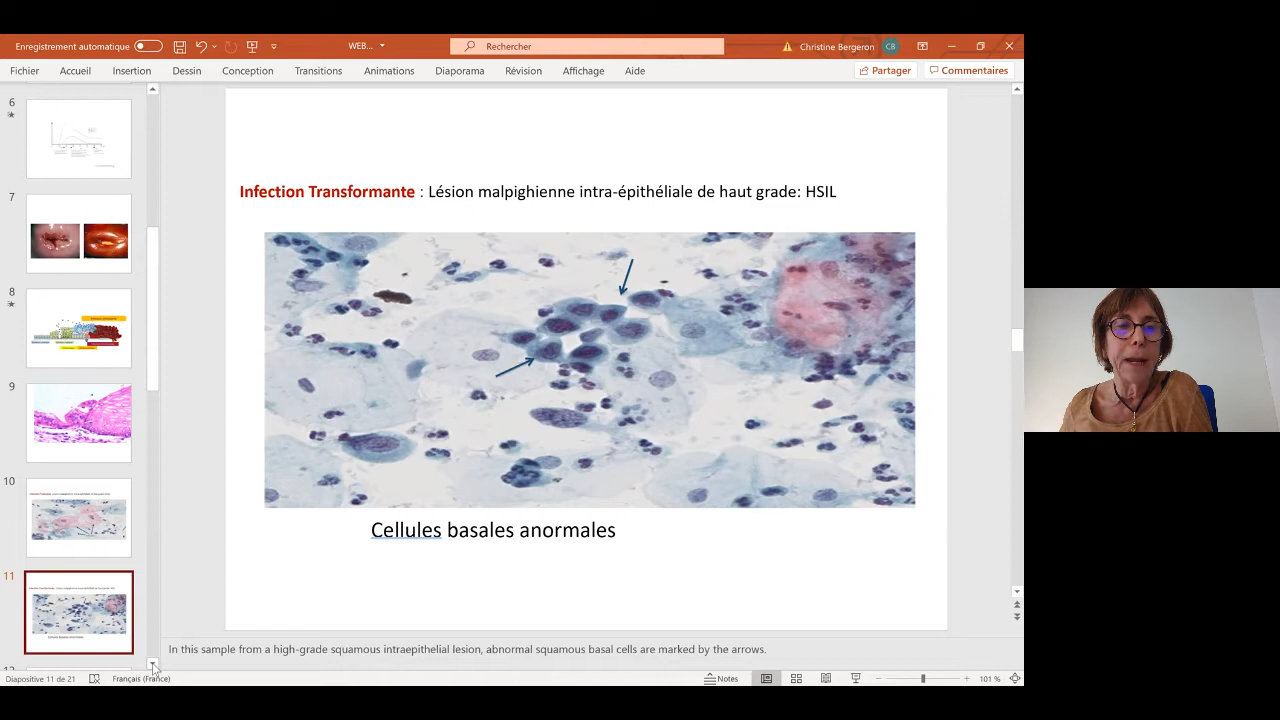 Enregistrement automatique
WEB...
Rechercher
Christine Bergeron
CB
Fichier
Accueil
Insertion
Dessin
Conception
Transitions
Animations
Diaporama
Révision
Affichage
Aide
Partager
Commentaires
6
7
8
9
10
11
Infection Transformante : Lésion malpighienne intra-épithéliale de haut grade: HSIL
Cellules basales anormales
In this sample from a high-grade squamous intraepithelial lesion, abnormal squamous basal cells are marked by the arrows.
Diapositive 11 de 21
Français (France)
Notes
101 %